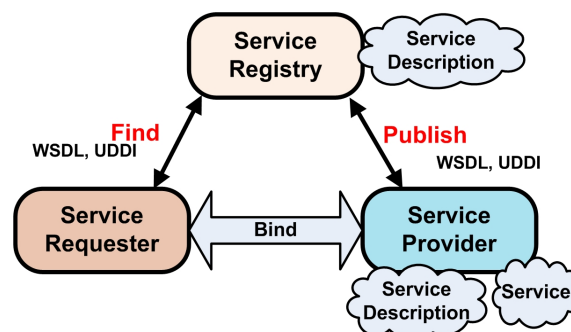 Service
Registry
Service
Description
Find
WSDL, UDDI
Publish
WSDL, UDDI
Service
Requester
Bind
Service
Provider
Service
Description
Service